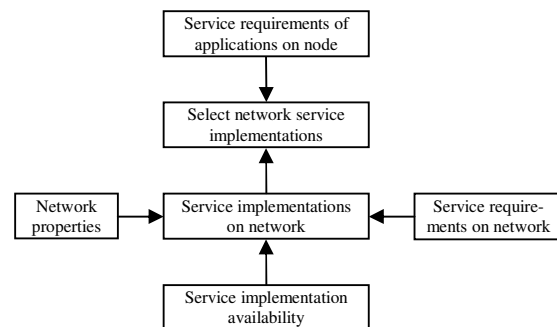 Service requirements of
applications on node
Select network service
implementations
Network
properties
Service implementations
on network
Service require-
ments on network
Service implementation
availability